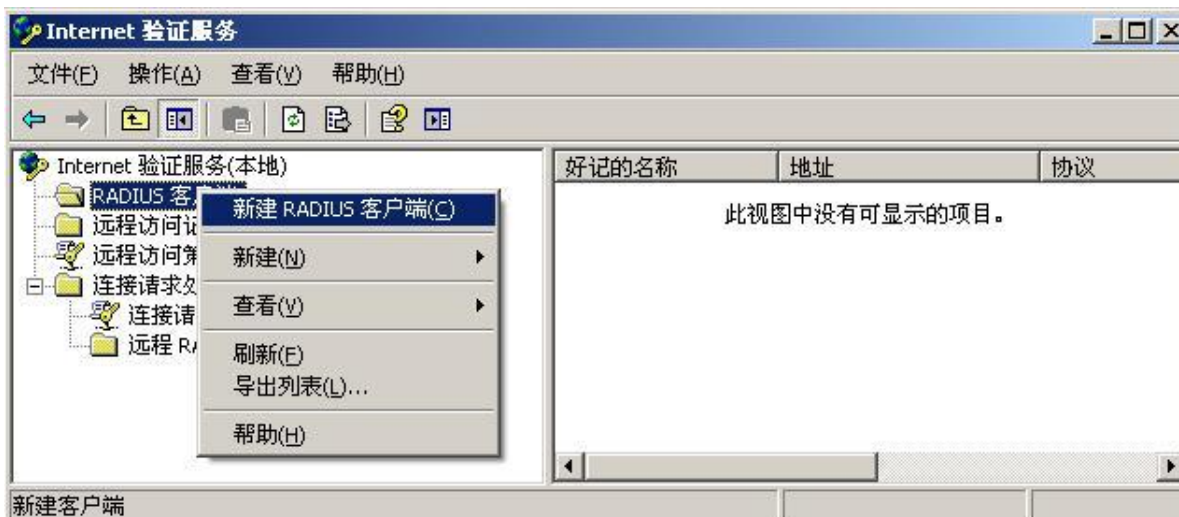 Internet 验证服务
文件(F) 操作(A) 查看(V) 帮助(H)
Internet 验证服务(本地)
RADIUS 客
远程访问
远程访问策
连接请求处
连接请
远程 RA
新建 RADIUS 客户端(C)
新建(N)
查看(V)
刷新(F)
导出列表(L)...
帮助(H)
好记的名称 地址 协议
此视图中没有可显示的项目。
新建客户端